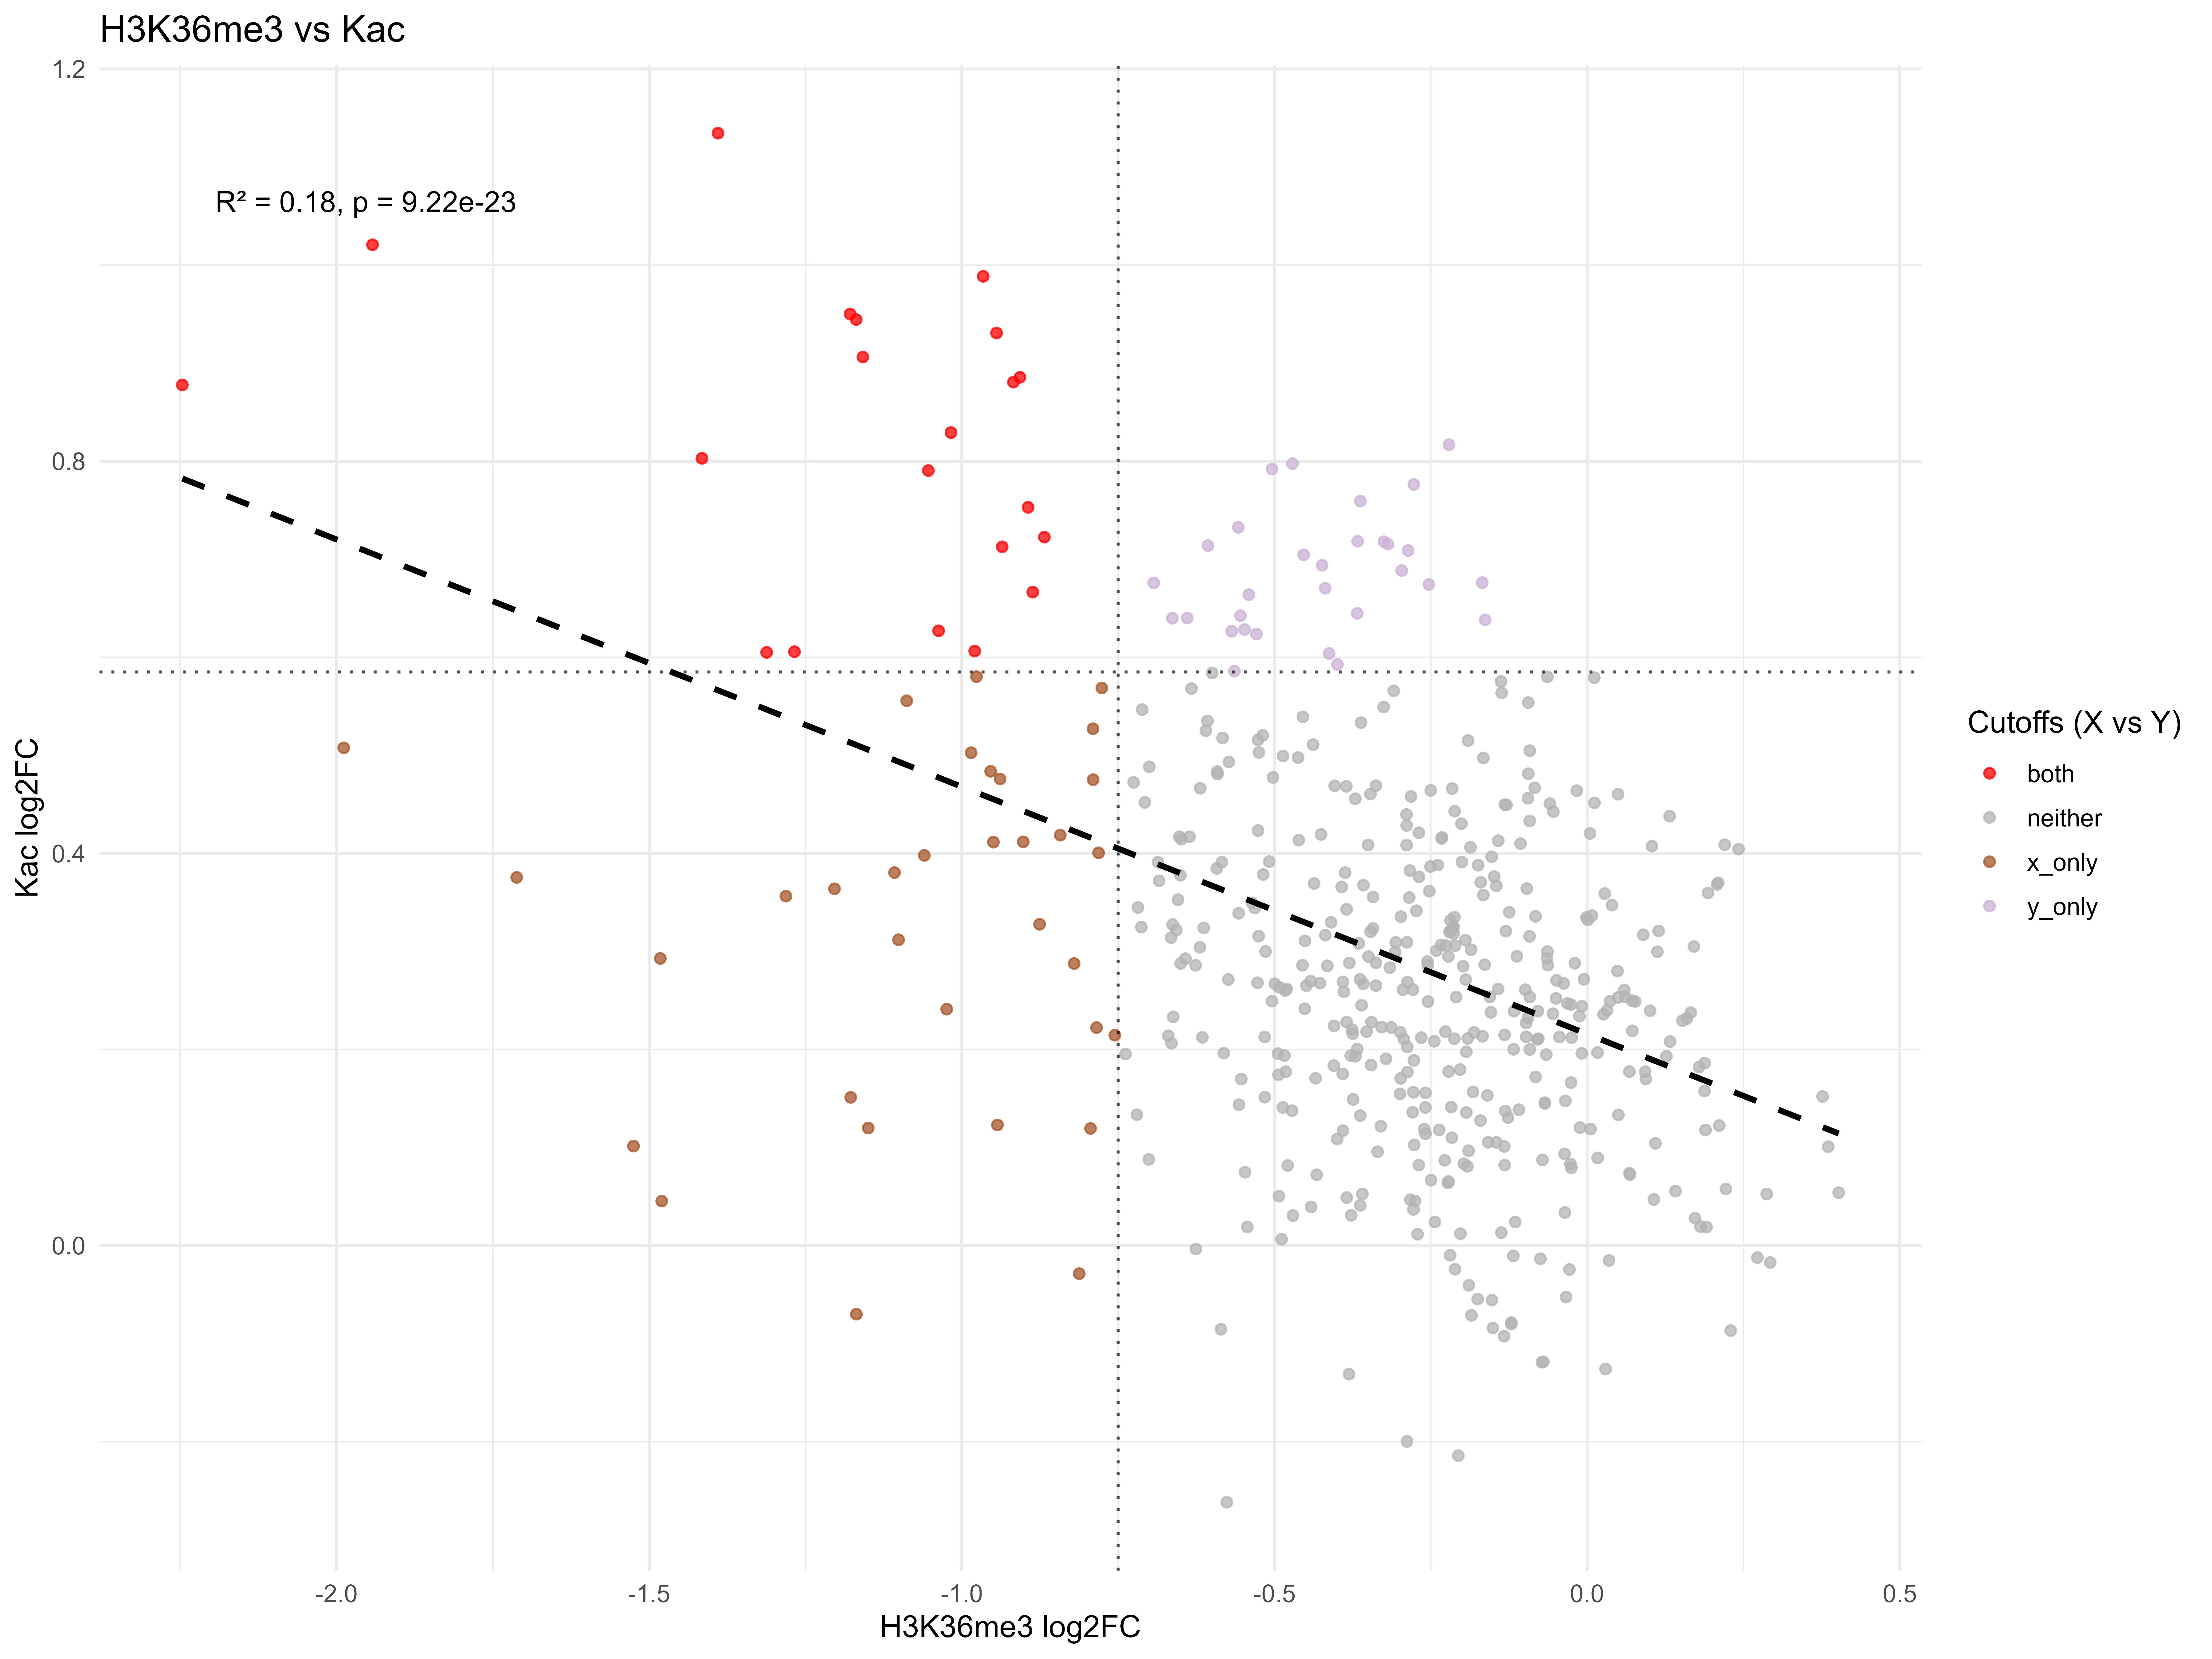 H3K36me3 vs Kac
1.2
R² = 0.18, p = 9.22e-23
0.8
0.4
0.0
Kac log2FC
-2.0 -1.5 -1.0 -0.5 0.0 0.5
H3K36me3 log2FC
Cutoffs (X vs Y)
both
neither
x_only
y_only